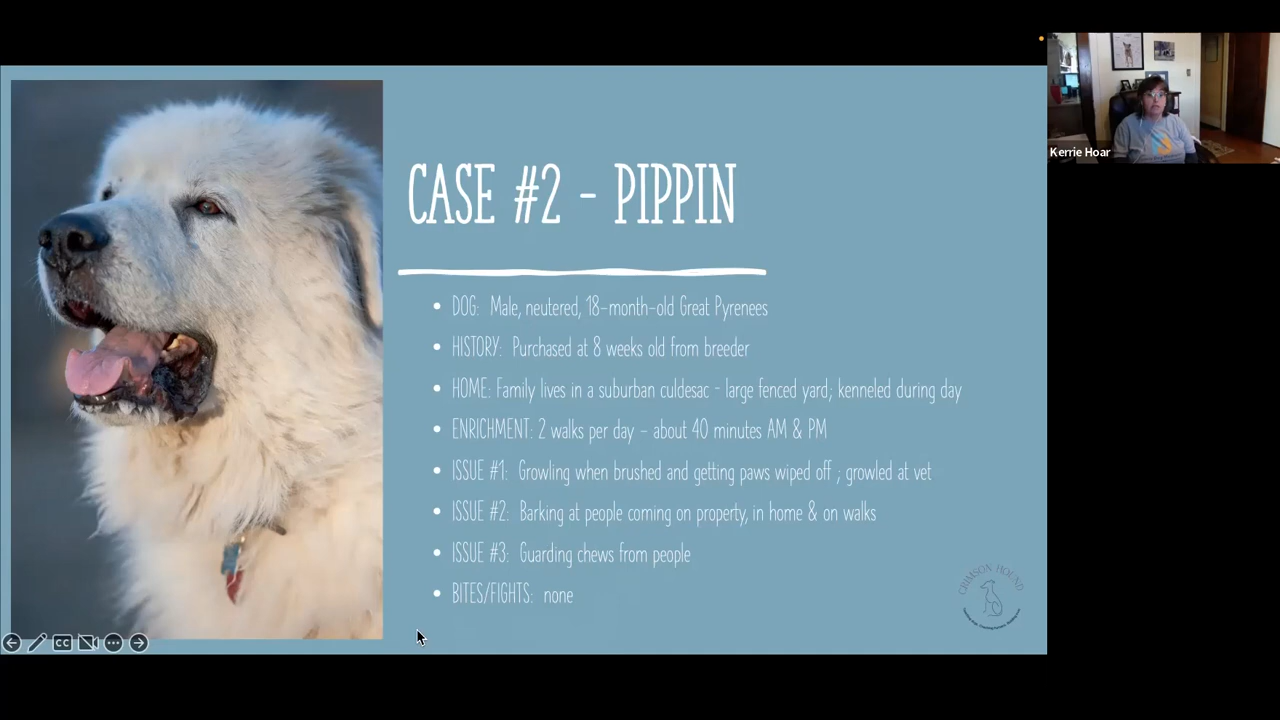 CASE #2 - PIPPIN
Kerrie Hoar
• DOG: Male, neutered, 18-month-old Great Pyrenees
• HISTORY: Purchased at 8 weeks old from breeder
• HOME: Family lives in a suburban culdesac - large fenced yard; kenneled during day
• ENRICHMENT: 2 walks per day - about 40 minutes AM & PM
• ISSUE #1: Growling when brushed and getting paws wiped off ; growled at vet
• ISSUE #2: Barking at people coming on property, in home & on walks
• ISSUE #3: Guarding chews from people
• BITES/FIGHTS: none
CRIMSON HOUND
CC